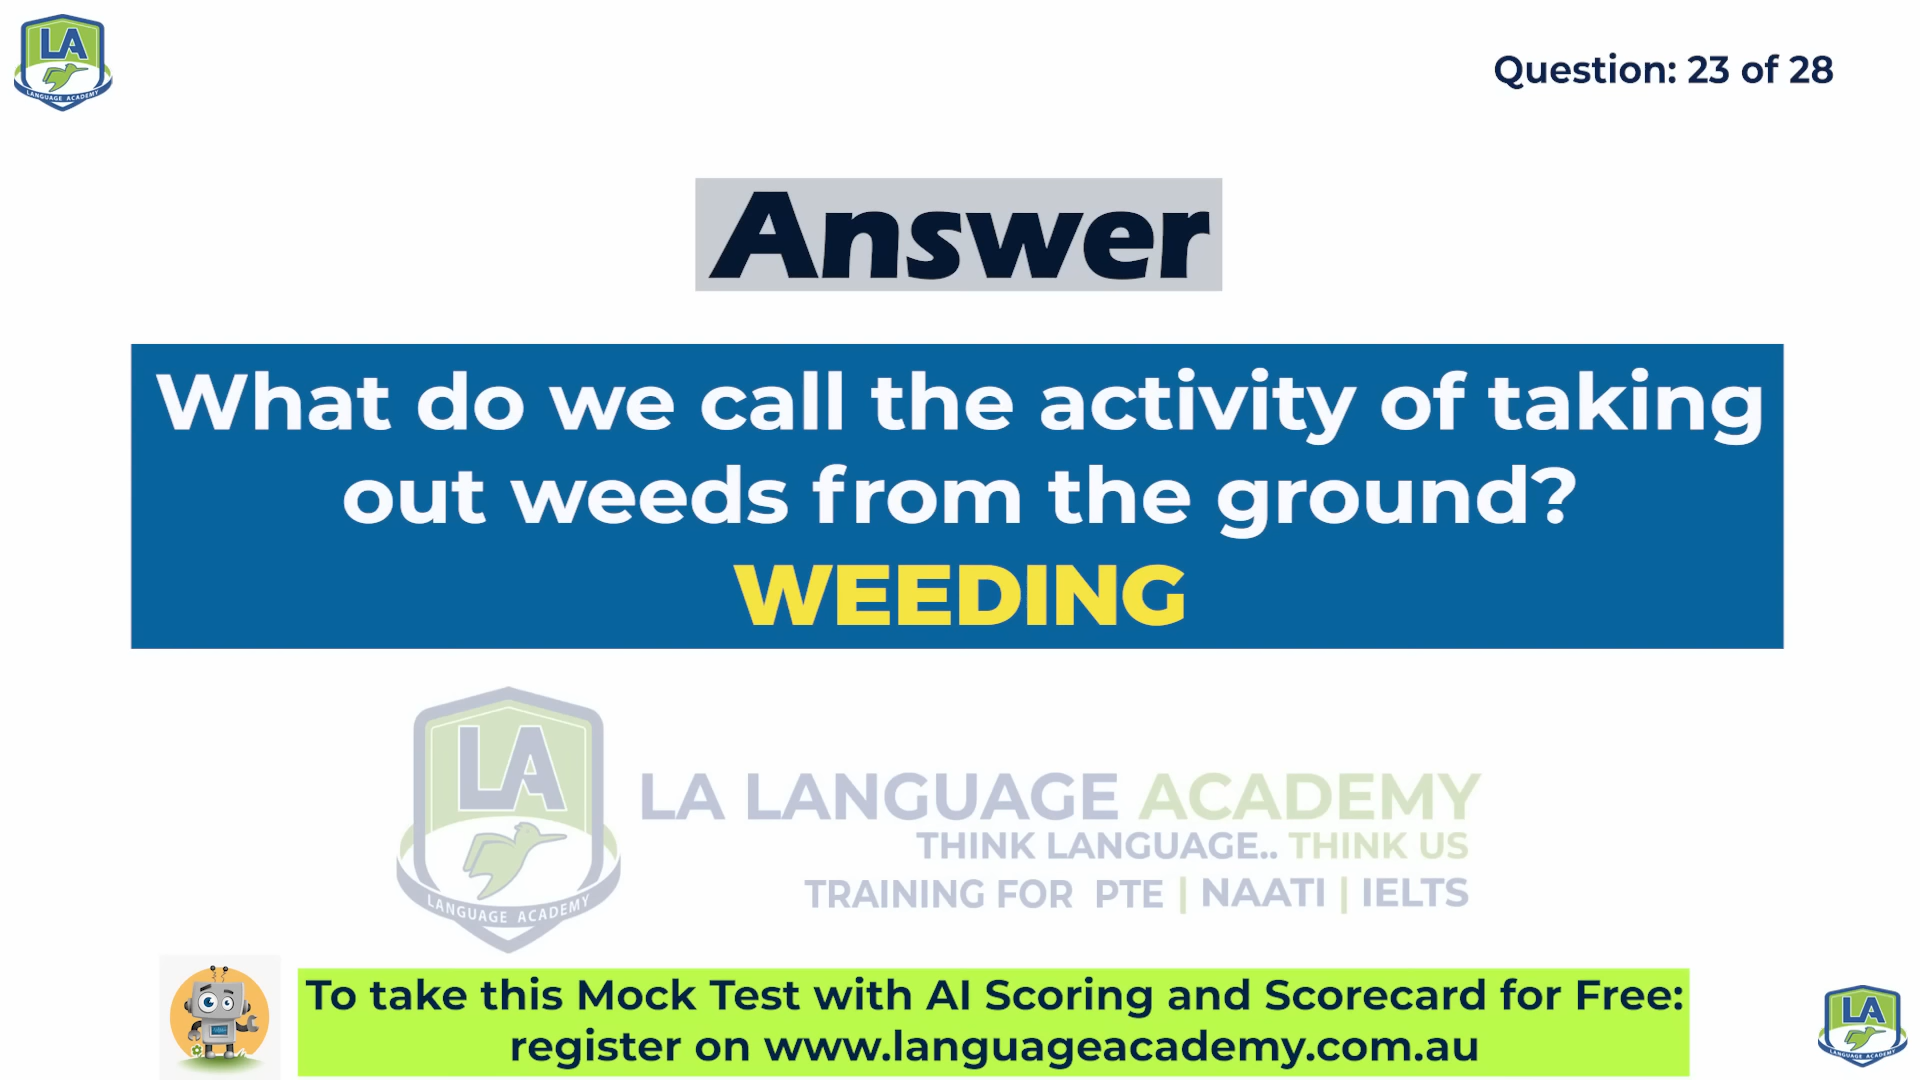 LA
LANGUAGE ACADEMY
Question: 23 of 28
Answer
What do we call the activity of taking
out weeds from the ground?
WEEDING
LA
LANGUAGE ACADEMY
LA LANGUAGE ACADEMY
THINK LANGUAGE.. THINK US
TRAINING FOR PTE | NAATI | IELTS
To take this Mock Test with AI Scoring and Scorecard for Free:
register on www.languageacademy.com.au
LA
LANGUAGE ACADEMY